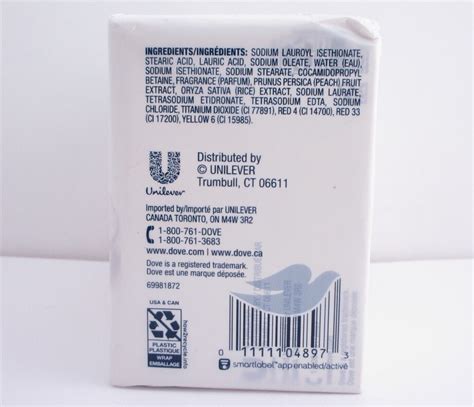 INGREDIENTS/INGRÉDIENTS: SODIUM LAUROYL ISETHIONATE,
STEARIC ACID, LAURIC ACID, SODIUM OLEATE, WATER (EAU),
SODIUM ISETHIONATE, SODIUM STEARATE, COCAMIDOPROPYL
BETAINE, FRAGRANCE (PARFUM), PRUNUS PERSICA (PEACH) FRUIT
EXTRACT, ORYZA SATIVA (RICE) EXTRACT, SODIUM LAURATE,
TETRASODIUM ETIDRONATE, TETRASODIUM EDTA, SODIUM
CHLORIDE, TITANIUM DIOXIDE (CI 77891), RED 4 (CI 14700), RED 33
(CI 17200), YELLOW 6 (CI 15985).
Unilever
Distributed by
© UNILEVER
Trumbull, CT 06611
Imported by/Importé par UNILEVER
CANADA TORONTO, ON M4W 3R2
1-800-761-DOVE
1-800-761-3683
www.dove.com | www.dove.ca
Dove is a registered trademark.
Dove est une marque déposée.
69981872
USA & CAN
how2recycle.info
PLASTIC
PLASTIQUE
WRAP
EMBALLAGE
0 11111 04897 3
smartlabel app enabled/activé